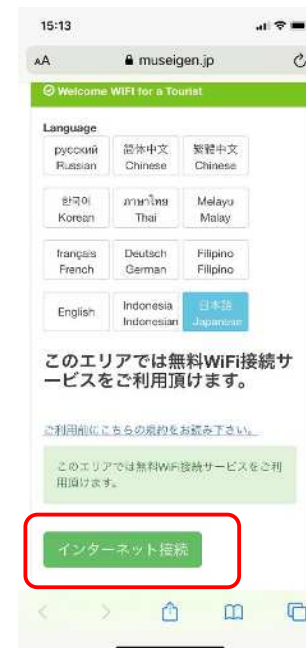 15:13
AA museigen.jp
Welcome WIFI for a Tourist
Language
русский
Russian
简体中文
Chinese
繁體中文
Chinese
한국어
Korean
ภาษาไทย
Thai
Melayu
Malay
français
French
Deutsch
German
Filipino
Filipino
English
Indonesia
Indonesian
日本語
Japanese
このエリアでは無料WiFi接続サ
ービスをご利用頂けます。
ご利用前にこちらの規約をお読み下さい。
このエリアでは無料WiFi接続サービスをご利
用頂けます。
インターネット接続